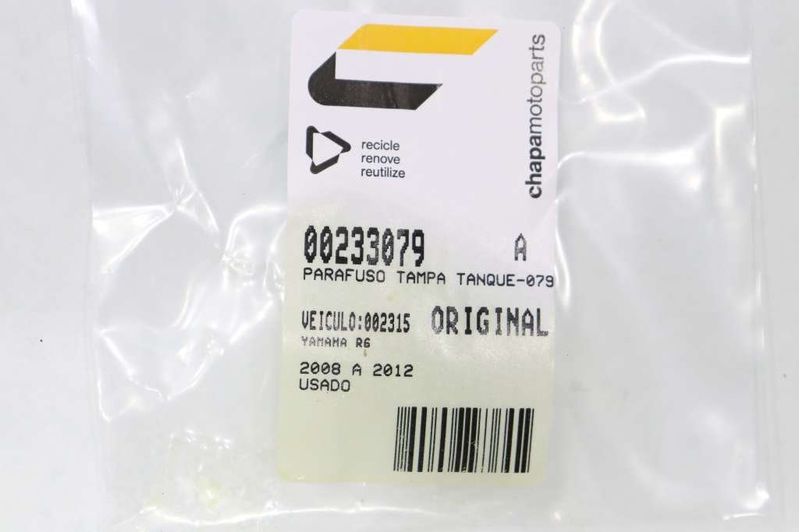 chapamotoparts
recicle
renove
reutilize
00233079 A
PARAFUSO TAMPA TANQUE-079
VEICULO:002315 ORIGINAL
YAMAHA R6
2008 A 2012
USADO